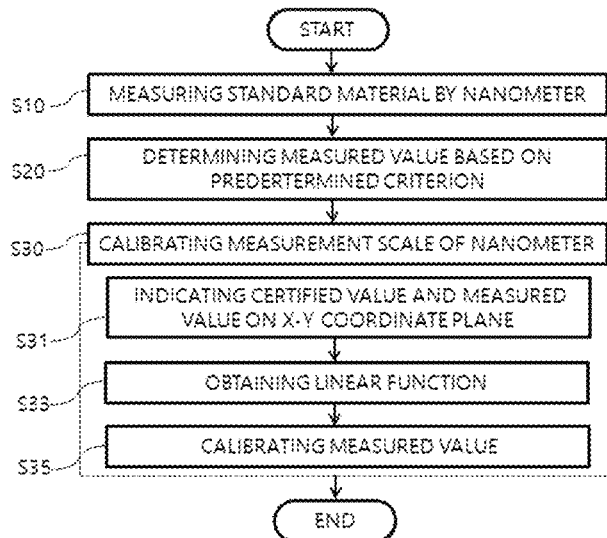 START
S10
MEASURING STANDARD MATERIAL BY NANOMETER
S20
DETERMINING MEASURED VALUE BASED ON
PREDERTERMINED CRITERION
S30
CALIBRATING MEASUREMENT SCALE OF NANOMETER
INDICATING CERTIFIED VALUE AND MEASURED
VALUE ON X-Y COORDINATE PLANE
S31
OBTAINING LINEAR FUNCTION
S33
CALIBRATING MEASURED VALUE
S35
END